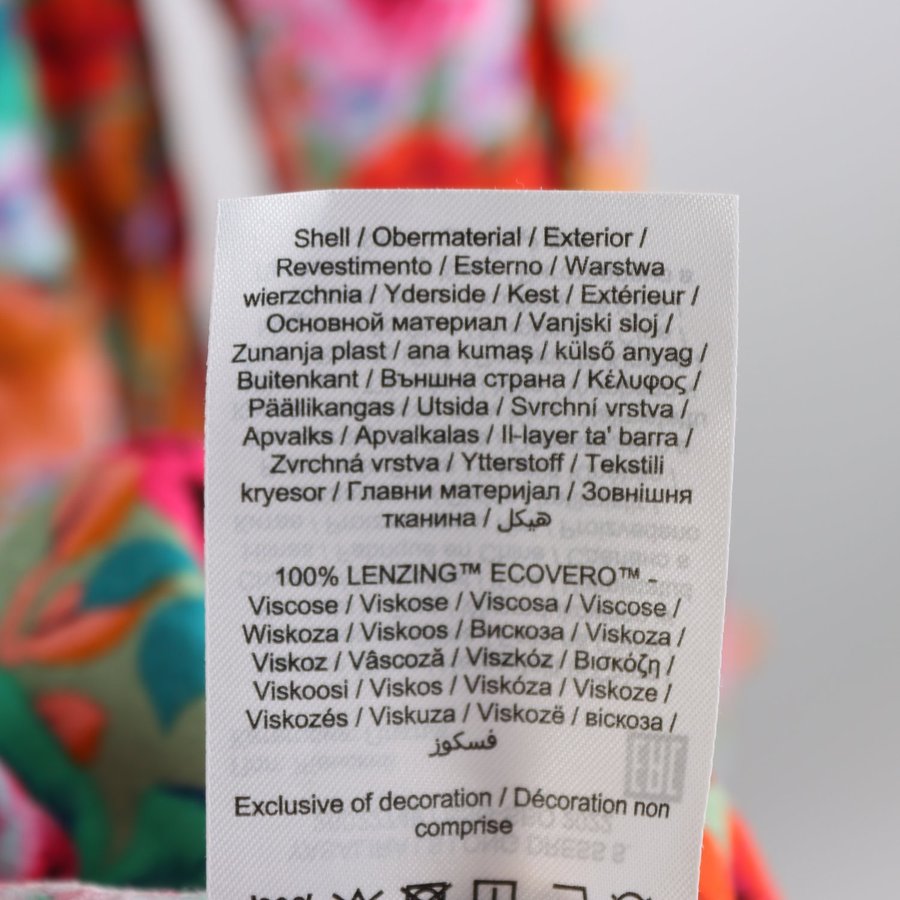 Shell / Obermaterial / Exterior /
Revestimento / Esterno / Warstwa
wierzchnia / Yderside / Kest / Extérieur /
Основной материал / Vanjski sloj /
Zunanja plast / ana kumaş / külső anyag /
Buitenkant / Външна страна / Κέλυφος /
Päällikangas / Utsida / Svrchní vrstva /
Apvalks / Apvalkalas / Il-layer ta' barra /
Zvrchná vrstva / Ytterstoff / Tekstili
kryesor / Главни материјал / Зовнішня
тканина / هيكل
100% LENZING™ ECOVERO™ -
Viscose / Viskose / Viscosa / Viscose /
Wiskoza / Viskoos / Вискоза / Viskoza /
Viskoz / Vâscoză / Viszkóz / Βισκόζη /
Viskoosi / Viskos / Viskóza / Viskoze /
Viskozés / Viskuza / Viskozë / віскоза /
فسكوز
Exclusive of decoration / Décoration non
comprise